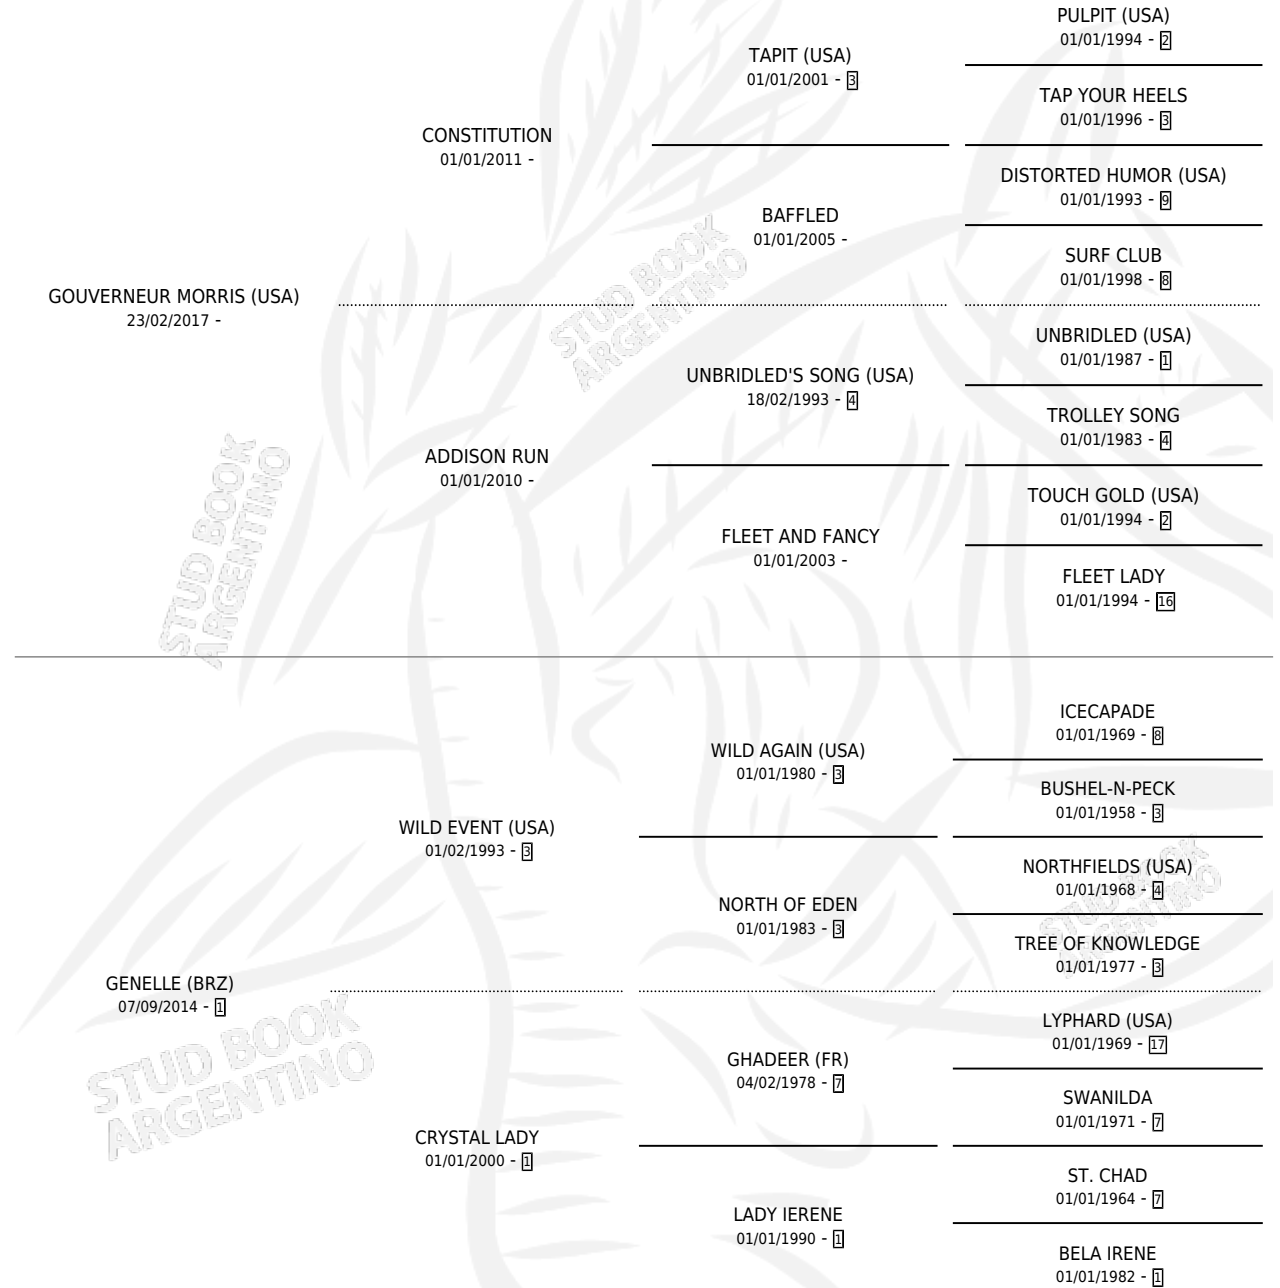 PULPIT (USA)
01/01/1994 - 2
TAPIT (USA)
01/01/2001 - 3
TAP YOUR HEELS
01/01/1996 - 3
CONSTITUTION
01/01/2011 -
DISTORTED HUMOR (USA)
01/01/1993 - 9
BAFFLED
01/01/2005 -
SURF CLUB
01/01/1998 - 8
GOUVERNEUR MORRIS (USA)
23/02/2017 -
STUD BOOK
ARGENTINO
UNBRIDLED (USA)
01/01/1987 - 1
UNBRIDLED'S SONG (USA)
18/02/1993 - 4
TROLLEY SONG
01/01/1983 - 4
ADDISON RUN
01/01/2010 -
TOUCH GOLD (USA)
01/01/1994 - 2
FLEET AND FANCY
01/01/2003 -
FLEET LADY
01/01/1994 - 16
STUD BOOK
ARGENTINO
ICECAPADE
01/01/1969 - 8
WILD AGAIN (USA)
01/01/1980 - 3
BUSHEL-N-PECK
01/01/1958 - 3
WILD EVENT (USA)
01/02/1993 - 3
NORTHFIELDS (USA)
01/01/1968 - 4
NORTH OF EDEN
01/01/1983 - 3
TREE OF KNOWLEDGE
01/01/1977 - 3
STUD BOOK
ARGENTINO
GENELLE (BRZ)
07/09/2014 - 1
LYPHARD (USA)
01/01/1969 - 17
GHADEER (FR)
04/02/1978 - 7
SWANILDA
01/01/1971 - 7
STUD BOOK
ARGENTINO
CRYSTAL LADY
01/01/2000 - 1
ST. CHAD
01/01/1964 - 7
LADY IERENE
01/01/1990 - 1
BELA IRENE
01/01/1982 - 1